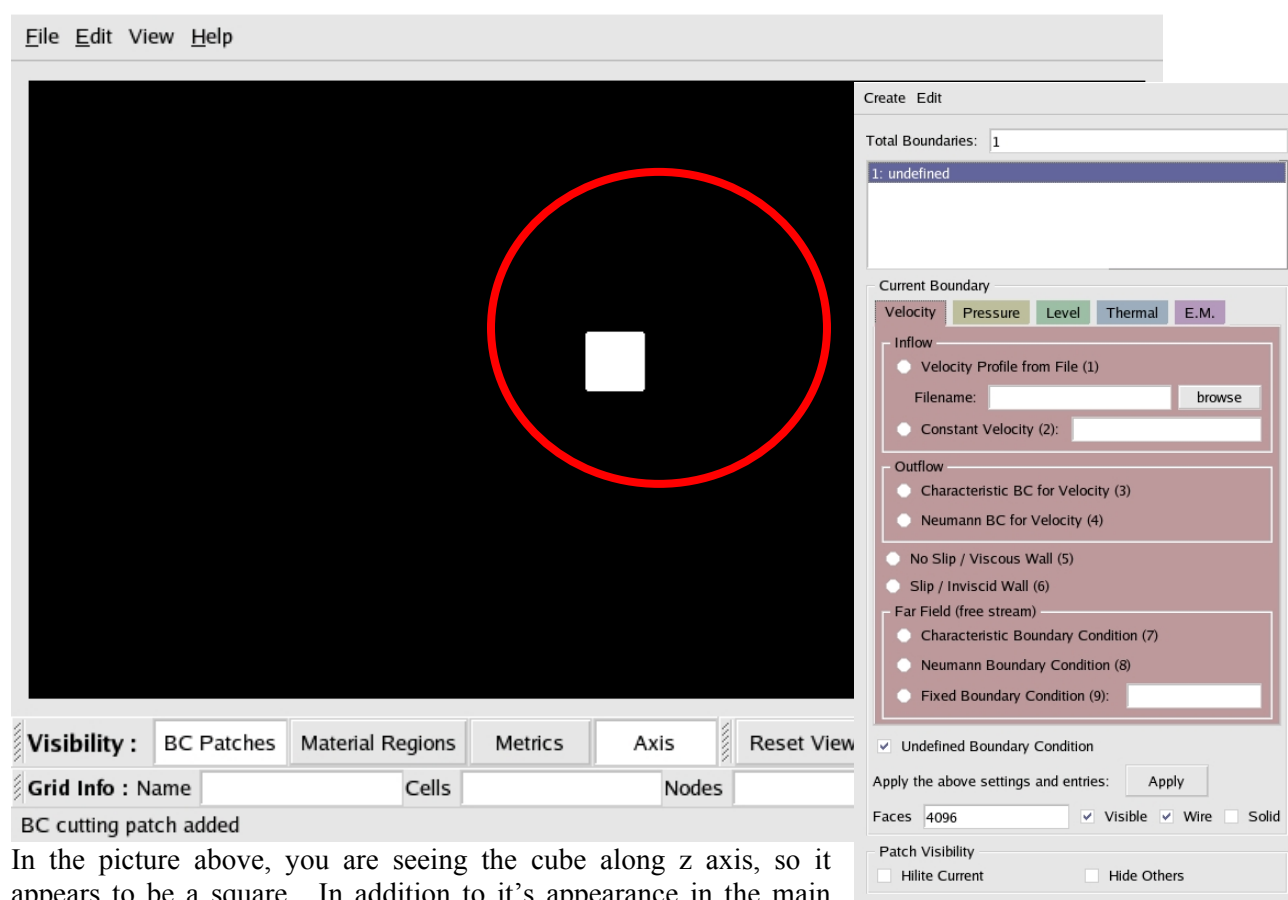 File Edit View Help
Create Edit
Total Boundaries: 1
1: undefined
Current Boundary
Velocity Pressure Level Thermal E.M.
Inflow
Velocity Profile from File (1)
Filename: browse
Constant Velocity (2):
Outflow
Characteristic BC for Velocity (3)
Neumann BC for Velocity (4)
No Slip / Viscous Wall (5)
Slip / Inviscid Wall (6)
Far Field (free stream)
Characteristic Boundary Condition (7)
Neumann Boundary Condition (8)
Fixed Boundary Condition (9):
Undefined Boundary Condition
Apply the above settings and entries: Apply
Faces 4096 Visible Wire Solid
Patch Visibility
Hilite Current Hide Others
Visibility : BC Patches Material Regions Metrics Axis Reset View
Grid Info : Name Cells Nodes
BC cutting patch added
In the picture above, you are seeing the cube along z axis, so it
appears to be a square. In addition to it's appearance in the main